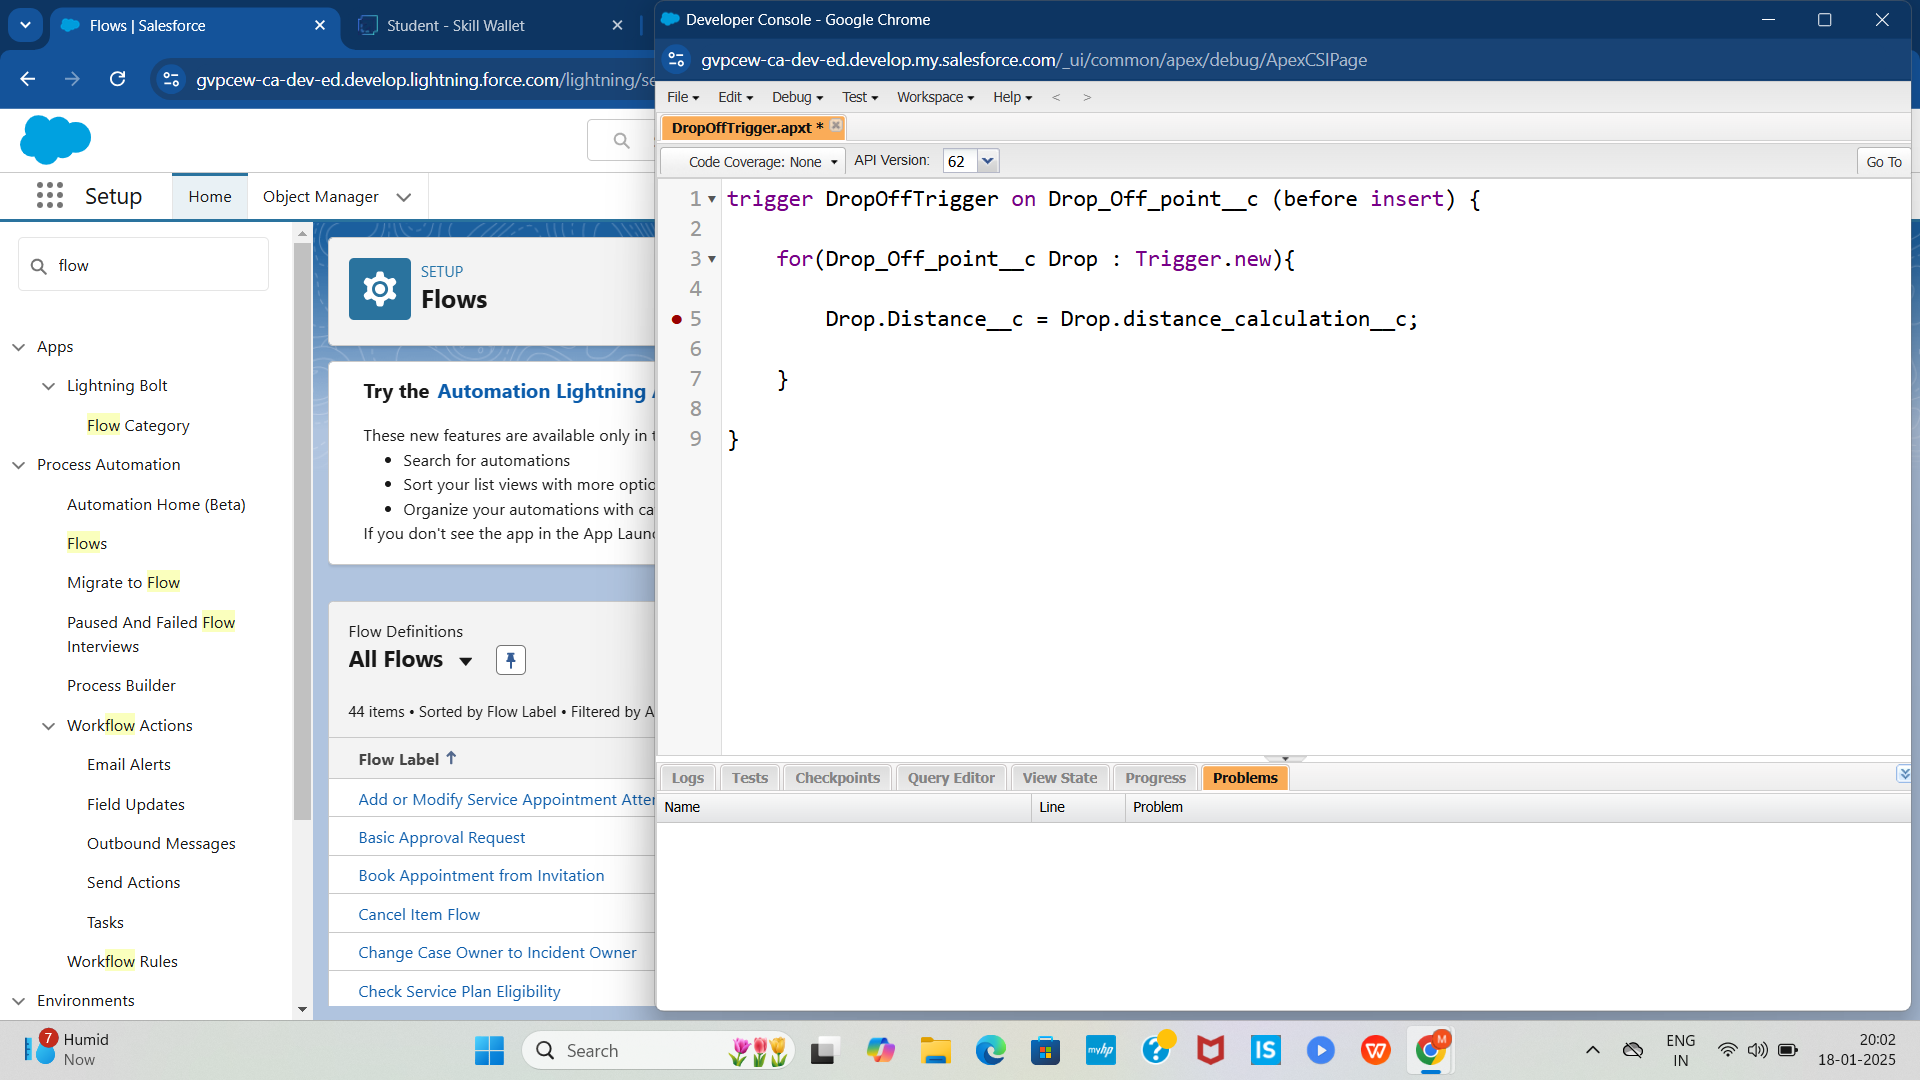 Flows | Salesforce
Student - Skill Wallet
gvpcew-ca-dev-ed.develop.lightning.force.com/lightning/se
Setup
Home
Object Manager
flow
Apps
Lightning Bolt
Flow Category
Process Automation
Automation Home (Beta)
Flows
Migrate to Flow
Paused And Failed Flow
Interviews
Process Builder
Workflow Actions
Email Alerts
Field Updates
Outbound Messages
Send Actions
Tasks
Workflow Rules
Environments
SETUP
Flows
Try the Automation Lightning
These new features are available only in
Search for automations
Sort your list views with more optio
Organize your automations with ca
If you don't see the app in the App Laun
Flow Definitions
All Flows
44 items • Sorted by Flow Label • Filtered by A
Flow Label
Add or Modify Service Appointment Atte
Basic Approval Request
Book Appointment from Invitation
Cancel Item Flow
Change Case Owner to Incident Owner
Check Service Plan Eligibility
Developer Console - Google Chrome
gvpcew-ca-dev-ed.develop.my.salesforce.com/_ui/common/apex/debug/ApexCSIPage
File Edit Debug Test Workspace Help < >
DropOffTrigger.apxt *
Code Coverage: None API Version: 62 Go To
1 trigger DropOffTrigger on Drop_Off_point__c (before insert) {
2
3 for(Drop_Off_point__c Drop : Trigger.new){
4
5 Drop.Distance__c = Drop.distance_calculation__c;
6
7 }
8
9 }
Logs Tests Checkpoints Query Editor View State Progress Problems
Name Line Problem
7
Humid
Now
Search
myhp
IS
M
ENG
IN
20:02
18-01-2025